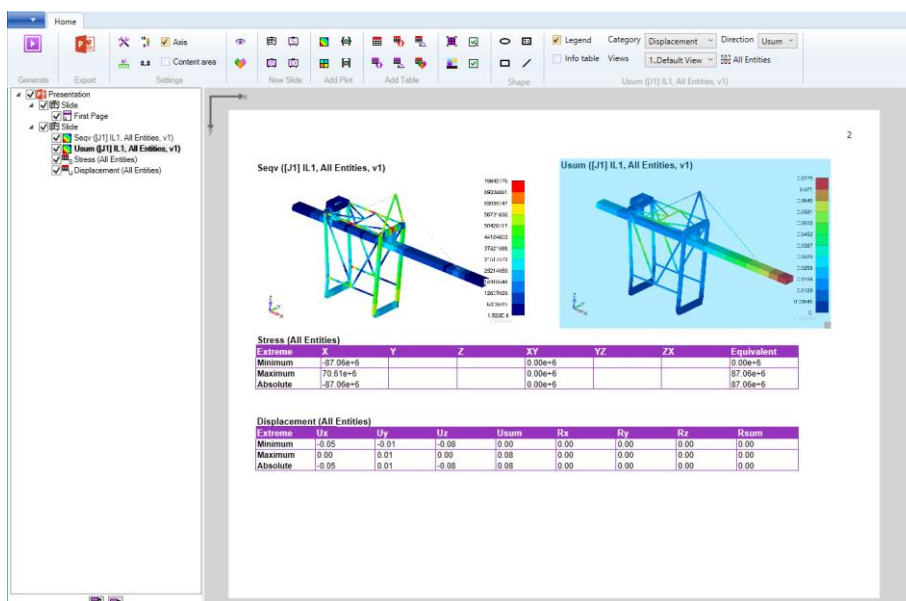 Home
Axis
Legend Category Displacement Direction Usum
Content area
Info table Views 1..Default View All Entities
Generate Export Settings New Slide Add Plot Add Table Shape Usum ([J1] IL1, All Entities, v1)
Presentation
Slide
First Page
Slide
Seqv ([J1] IL1, All Entities, v1)
Usum ([J1] IL1, All Entities, v1)
Stress (All Entities)
Displacement (All Entities)
x
y
2
Seqv ([J1] IL1, All Entities, v1)
Usum ([J1] IL1, All Entities, v1)
Stress (All Entities)
Extreme X Y Z XY YZ ZX Equivalent
Minimum -87.06e+6 0.00e+6 0.00e+6
Maximum 70.61e+6 0.00e+6 87.06e+6
Absolute -87.06e+6 0.00e+6 87.06e+6
Displacement (All Entities)
Extreme Ux Uy Uz Usum Rx Ry Rz Rsum
Minimum -0.05 -0.01 -0.08 0.00 0.00 0.00 0.00 0.00
Maximum 0.00 0.01 0.00 0.08 0.00 0.00 0.00 0.00
Absolute -0.05 0.01 -0.08 0.08 0.00 0.00 0.00 0.00